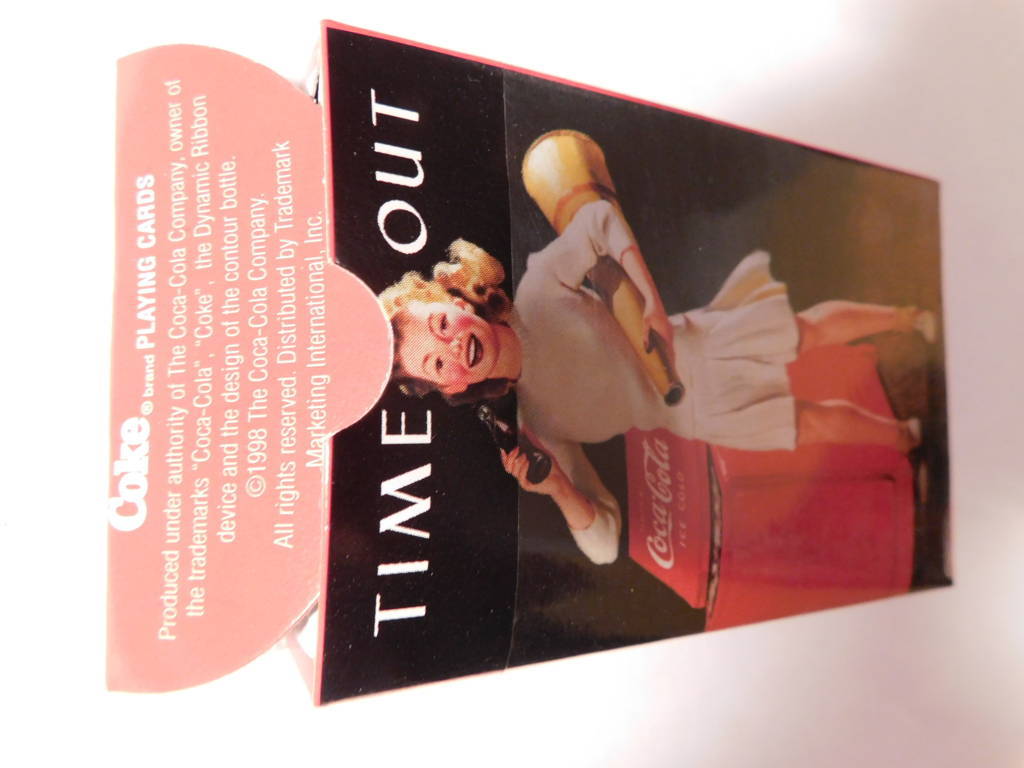 Coke® brand PLAYING CARDS
Produced under authority of The Coca-Cola Company, owner of
the trademarks "Coca-Cola", "Coke", the Dynamic Ribbon
device and the design of the contour bottle.
©1998 The Coca-Cola Company.
All rights reserved. Distributed by Trademark
Marketing International, Inc.
TIME OUT
Coca-Cola
ICE COLD